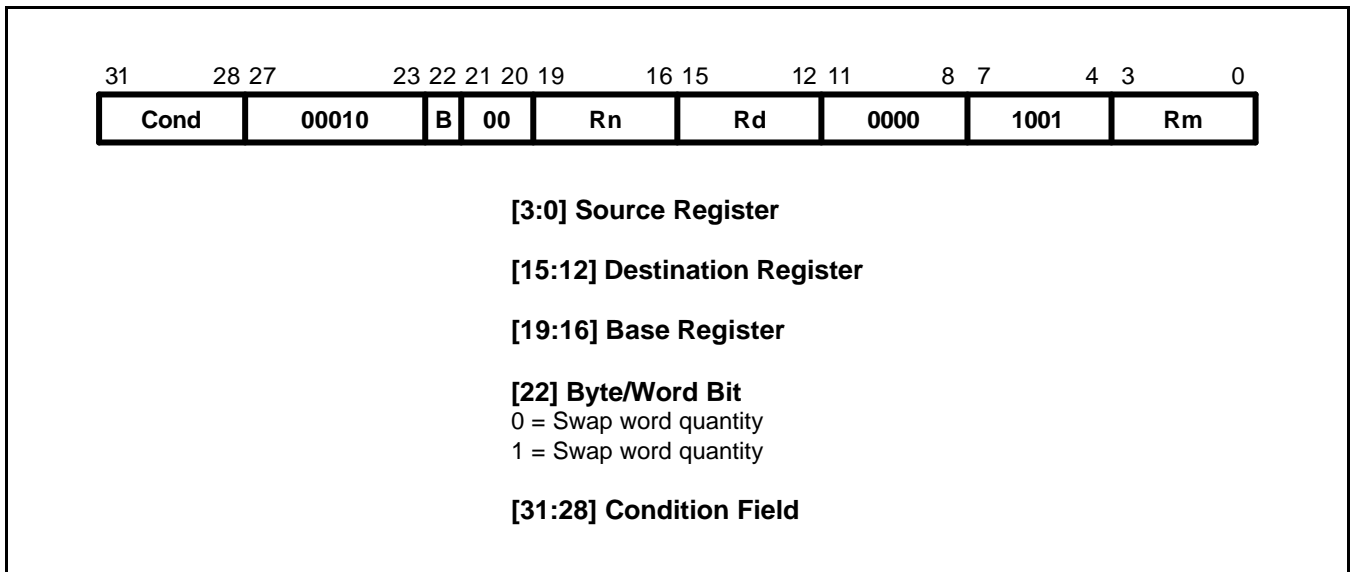 31 28 27 23 22 21 20 19 16 15 12 11 8 7 4 3 0
Cond 00010 B 00 Rn Rd 0000 1001 Rm
[3:0] Source Register
[15:12] Destination Register
[19:16] Base Register
[22] Byte/Word Bit
0 = Swap word quantity
1 = Swap word quantity
[31:28] Condition Field